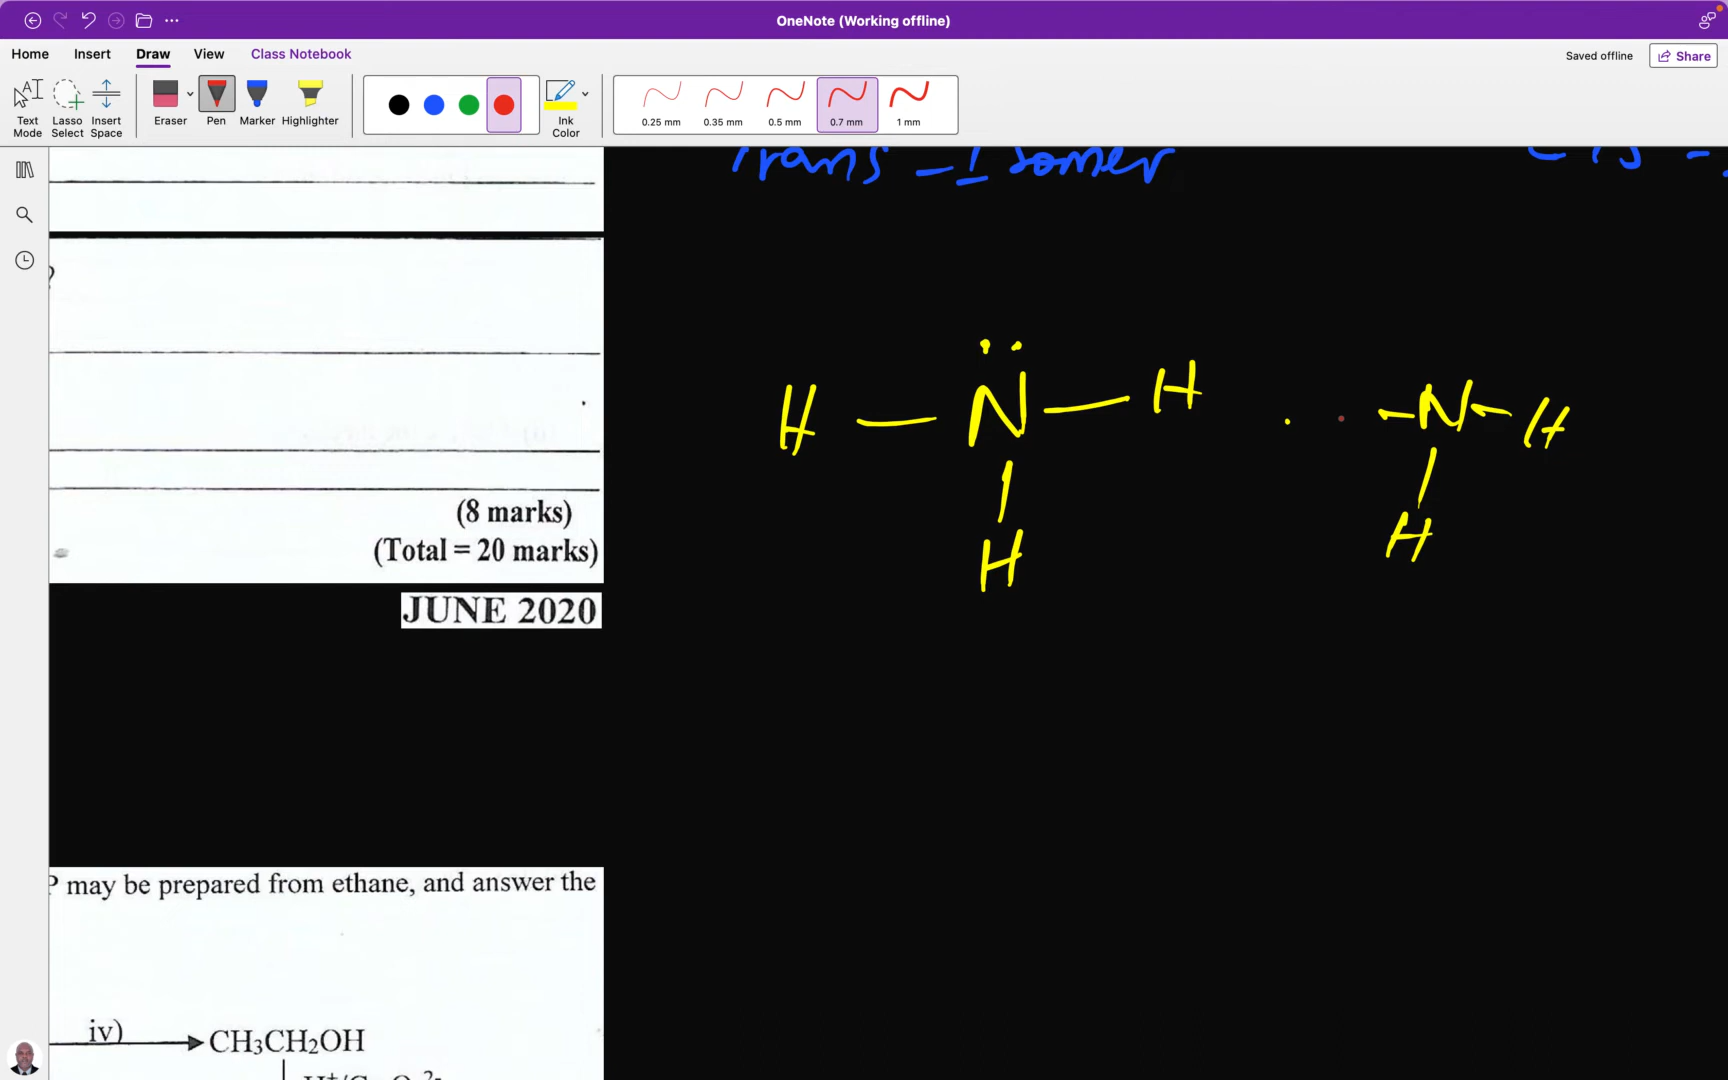 OneNote (Working offline)
Home Insert Draw View Class Notebook
Saved offline Share
Text Mode
Lasso Select
Insert Space
Eraser Pen Marker Highlighter
Ink Color
0.25 mm 0.35 mm 0.5 mm 0.7 mm 1 mm
Trans - Isomer
?
H N H N H
H H
(8 marks)
(Total = 20 marks)
JUNE 2020
P may be prepared from ethane, and answer the
iv)
CH₃CH₂OH